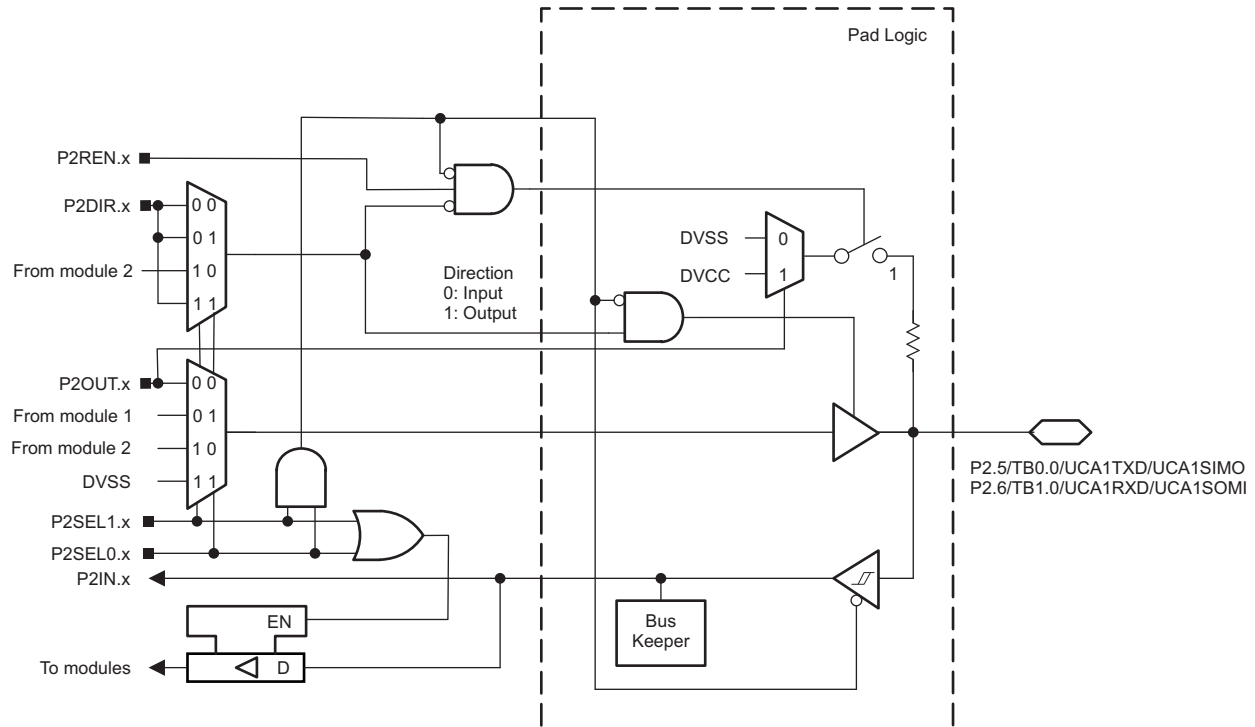 Pad Logic
P2REN.x
P2DIR.x
0 0
0 1
From module 2
1 0
1 1
Direction
0: Input
1: Output
DVSS
0
DVCC
1
1
P2OUT.x
0 0
From module 1
0 1
From module 2
1 0
DVSS
1 1
P2.5/TB0.0/UCA1TXD/UCA1SIMO
P2.6/TB1.0/UCA1RXD/UCA1SOMI
P2SEL1.x
P2SEL0.x
P2IN.x
EN
Bus
Keeper
To modules
D